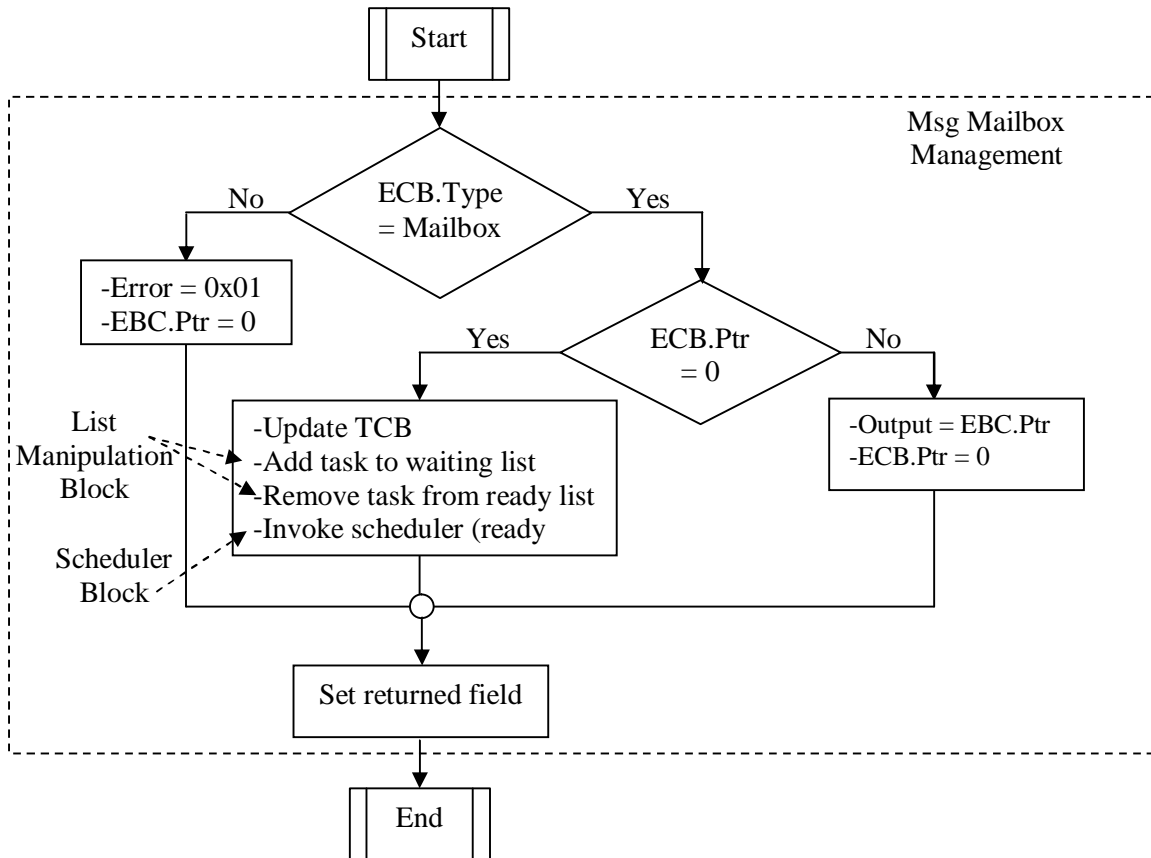 Start
Msg Mailbox
Management
ECB.Type
= Mailbox
No
Yes
-Error = 0x01
-EBC.Ptr = 0
ECB.Ptr
= 0
Yes
No
List
Manipulation
Block
-Update TCB
-Add task to waiting list
-Remove task from ready list
-Invoke scheduler (ready
-Output = EBC.Ptr
-ECB.Ptr = 0
Scheduler
Block
Set returned field
End